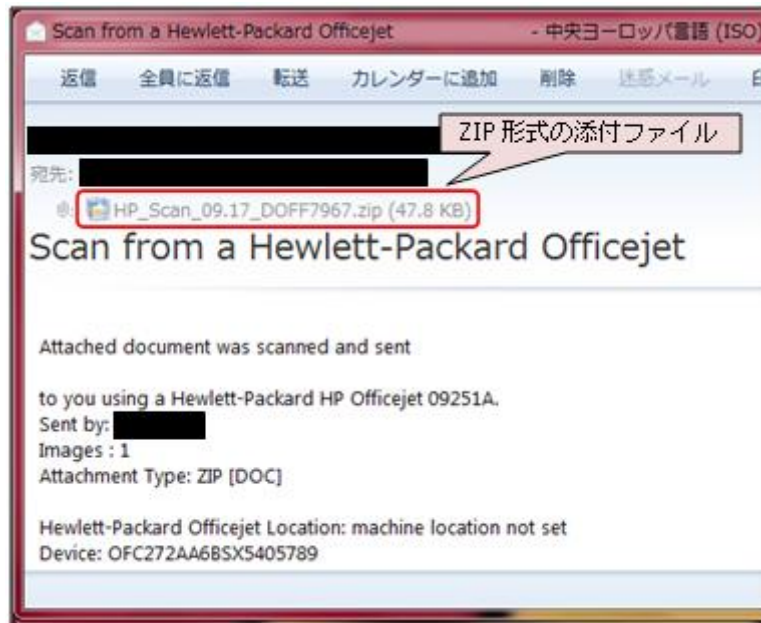 Scan from a Hewlett-Packard Officejet - 中央ヨーロッパ言語 (ISO)
返信 全員に返信 転送 カレンダーに追加 削除 迷惑メール
ZIP 形式の添付ファイル
宛先:
HP_Scan_09.17_DOFF7967.zip (47.8 KB)
Scan from a Hewlett-Packard Officejet
Attached document was scanned and sent
to you using a Hewlett-Packard HP Officejet 09251A.
Sent by:
Images : 1
Attachment Type: ZIP [DOC]
Hewlett-Packard Officejet Location: machine location not set
Device: OFC272AA6BSX5405789